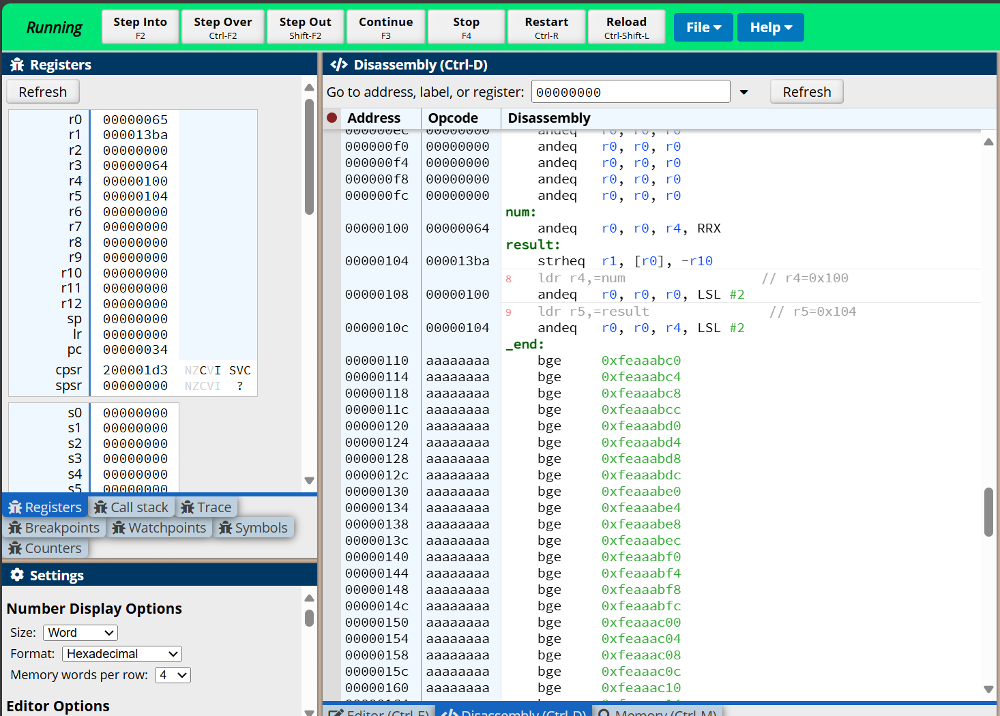 Running
Step Into
F2
Step Over
Ctrl-F2
Step Out
Shift-F2
Continue
F3
Stop
F4
Restart
Ctrl-R
Reload
Ctrl-Shift-L
File
Help
Registers
Refresh
r0 00000065
r1 000013ba
r2 00000000
r3 00000064
r4 00000100
r5 00000104
r6 00000000
r7 00000000
r8 00000000
r9 00000000
r10 00000000
r11 00000000
r12 00000000
sp 00000000
lr 00000000
pc 00000034
cpsr 200001d3 NZCVI SVC
spsr 00000000 NZCVI ?
s0 00000000
s1 00000000
s2 00000000
s3 00000000
s4 00000000
s5 00000000
Registers Call stack Trace
Breakpoints Watchpoints Symbols
Counters
Settings
Number Display Options
Size: Word
Format: Hexadecimal
Memory words per row: 4
Editor Options
Disassembly (Ctrl-D)
Go to address, label, or register: 00000000 Refresh
Address Opcode Disassembly
000000ec 00000000 andeq r0, r0, r0
000000f0 00000000 andeq r0, r0, r0
000000f4 00000000 andeq r0, r0, r0
000000f8 00000000 andeq r0, r0, r0
000000fc 00000000 andeq r0, r0, r0
num:
00000100 00000064 andeq r0, r0, r4, RRX
result:
00000104 000013ba strheq r1, [r0], -r10
8 ldr r4,=num // r4=0x100
00000108 00000100 andeq r0, r0, r0, LSL #2
9 ldr r5,=result // r5=0x104
0000010c 00000104 andeq r0, r0, r4, LSL #2
_end:
00000110 aaaaaaaa bge 0xfeaaabc0
00000114 aaaaaaaa bge 0xfeaaabc4
00000118 aaaaaaaa bge 0xfeaaabc8
0000011c aaaaaaaa bge 0xfeaaabcc
00000120 aaaaaaaa bge 0xfeaaabd0
00000124 aaaaaaaa bge 0xfeaaabd4
00000128 aaaaaaaa bge 0xfeaaabd8
0000012c aaaaaaaa bge 0xfeaaabdc
00000130 aaaaaaaa bge 0xfeaaabe0
00000134 aaaaaaaa bge 0xfeaaabe4
00000138 aaaaaaaa bge 0xfeaaabe8
0000013c aaaaaaaa bge 0xfeaaabec
00000140 aaaaaaaa bge 0xfeaaabf0
00000144 aaaaaaaa bge 0xfeaaabf4
00000148 aaaaaaaa bge 0xfeaaabf8
0000014c aaaaaaaa bge 0xfeaaabfc
00000150 aaaaaaaa bge 0xfeaaac00
00000154 aaaaaaaa bge 0xfeaaac04
00000158 aaaaaaaa bge 0xfeaaac08
0000015c aaaaaaaa bge 0xfeaaac0c
00000160 aaaaaaaa bge 0xfeaaac10
Editor (Ctrl-E) Disassembly (Ctrl-D) Memory (Ctrl-M)